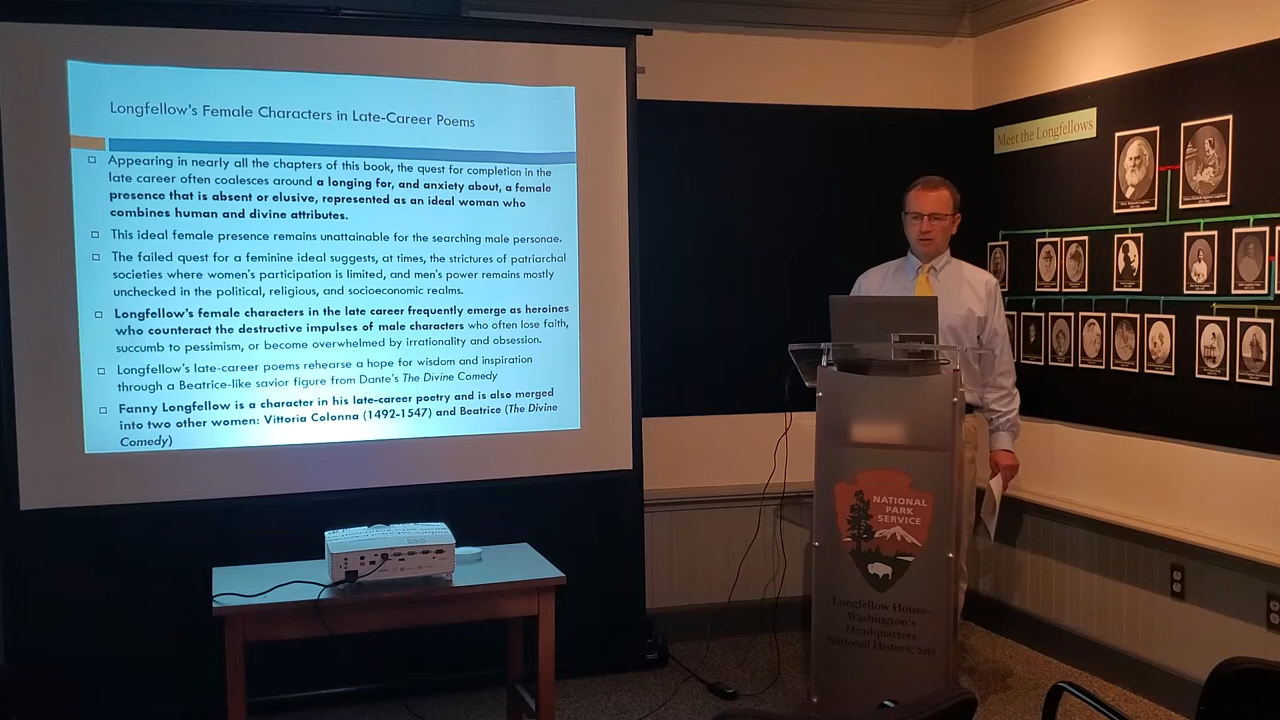 Longfellow's Female Characters in Late-Career Poems
Appearing in nearly all the chapters of this book, the quest for completion in the
late career often coalesces around a longing for, and anxiety about, a female
presence that is absent or elusive, represented as an ideal woman who
combines human and divine attributes.
This ideal female presence remains unattainable for the searching male personae.
The failed quest for a feminine ideal suggests, at times, the strictures of patriarchal
societies where women's participation is limited, and men's power remains mostly
unchecked in the political, religious, and socioeconomic realms.
Longfellow's female characters in the late career frequently emerge as heroines
who counteract the destructive impulses of male characters who often lose faith,
succumb to pessimism, or become overwhelmed by irrationality and obsession.
Longfellow's late-career poems rehearse a hope for wisdom and inspiration
through a Beatrice-like savior figure from Dante's The Divine Comedy
Fanny Longfellow is a character in his late-career poetry and is also merged
into two other women: Vittoria Colonna (1492-1547) and Beatrice (The Divine
Comedy)
Meet the Longfellows
NATIONAL
PARK
SERVICE
Longfellow House-
Washington's
Headquarters
National Historic Site